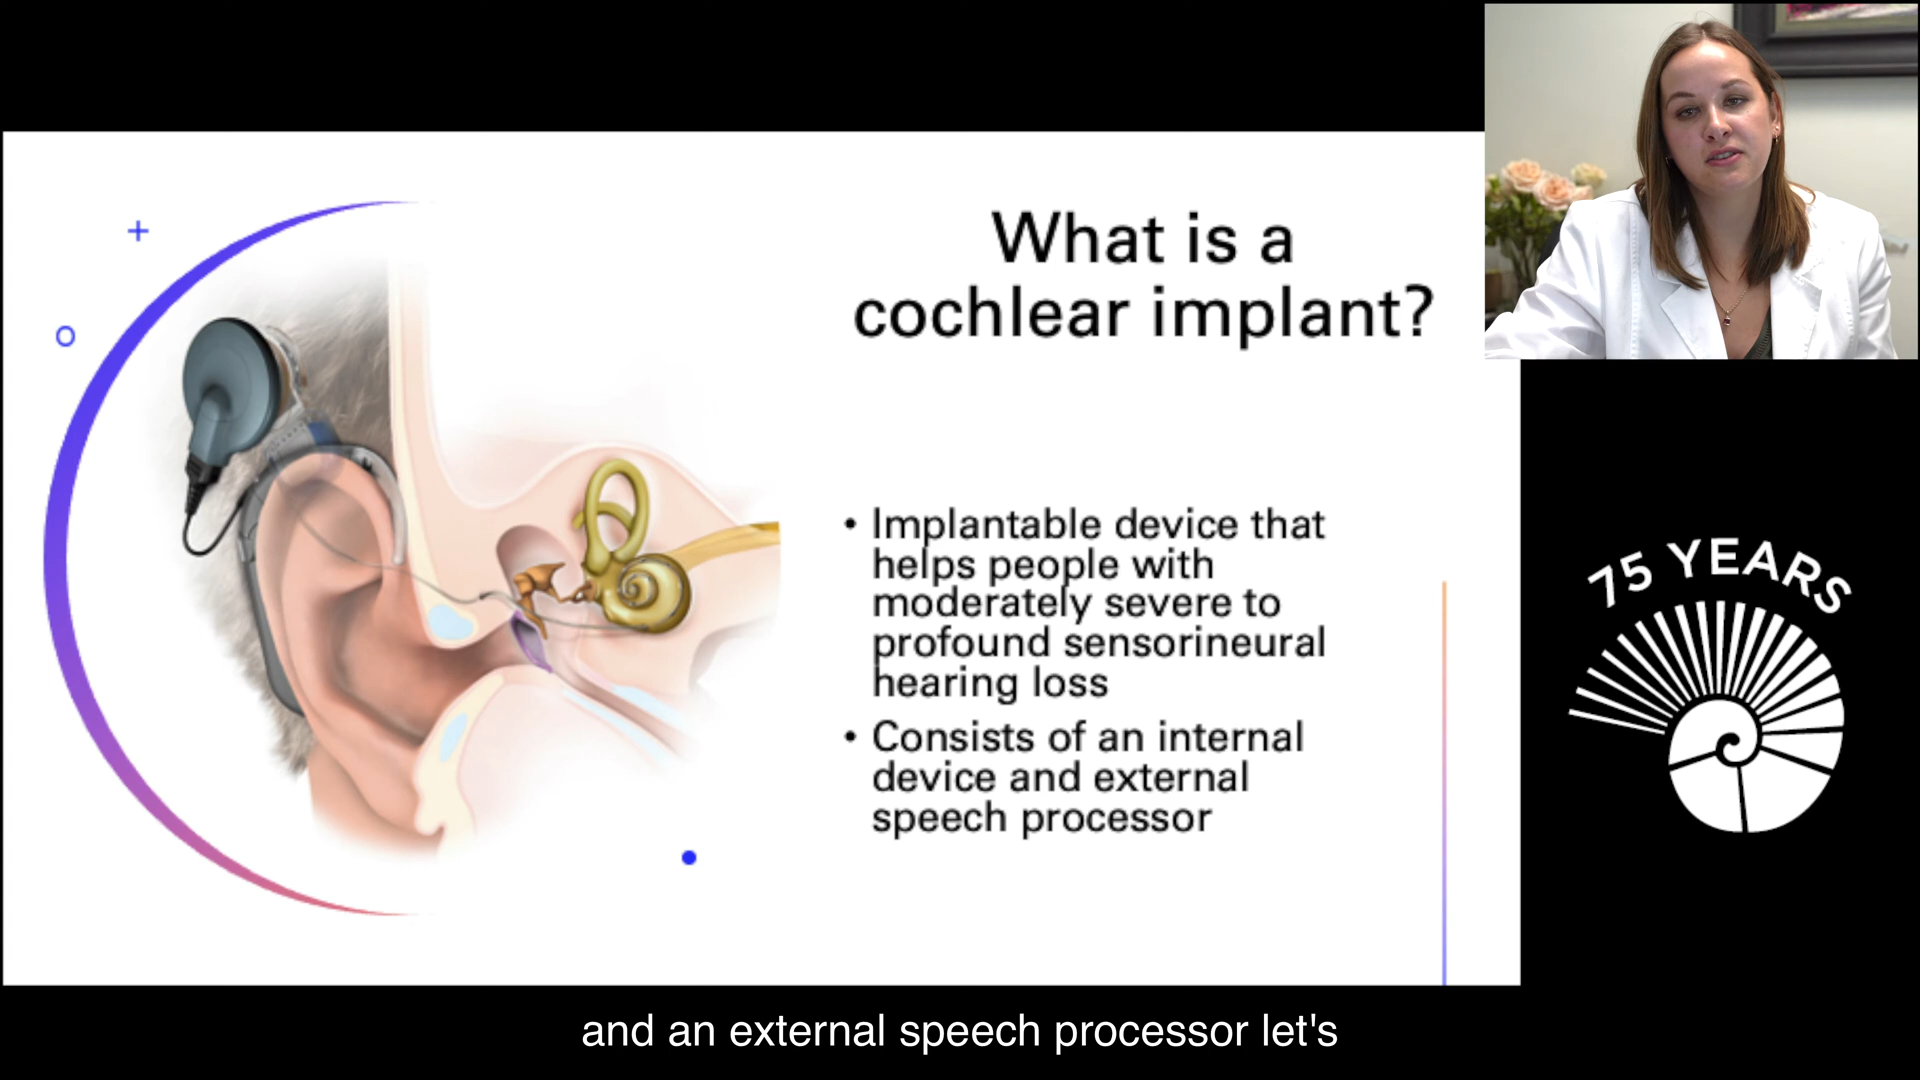 What is a
cochlear implant?
• Implantable device that
helps people with
moderately severe to
profound sensorineural
hearing loss
• Consists of an internal
device and external
speech processor
75 YEARS
and an external speech processor let's